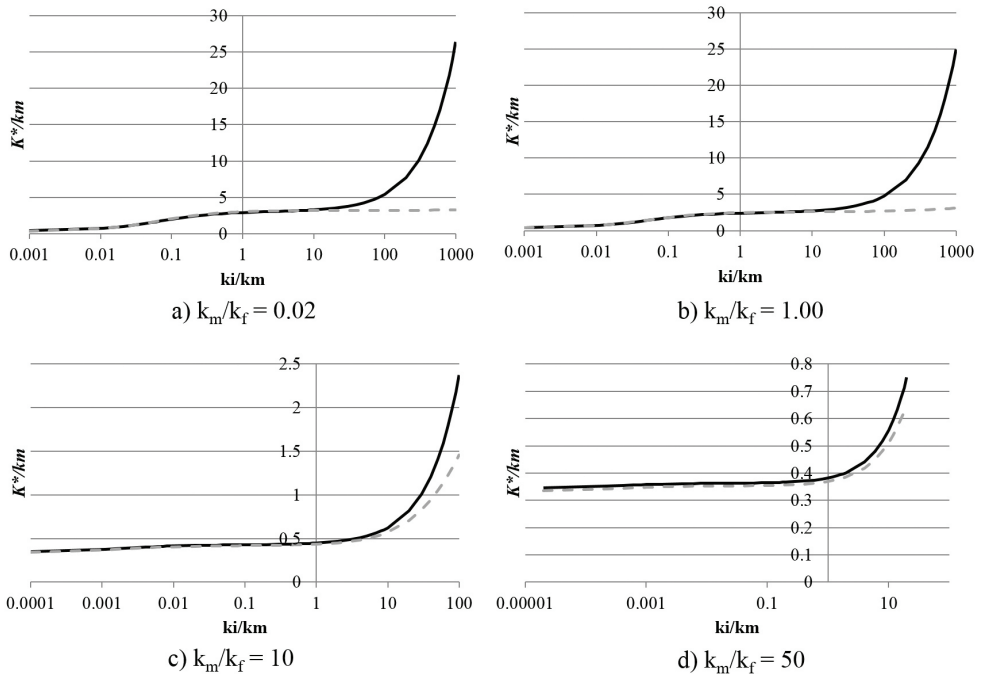 30
25
20
15
10
5
0
K*/km
0.001 0.01 0.1 1 10 100 1000
ki/km
a) km/kf = 0.02
30
25
20
15
10
5
0
K*/km
0.001 0.01 0.1 1 10 100 1000
ki/km
b) km/kf = 1.00
2.5
2
1.5
1
0.5
0
K*/km
0.0001 0.001 0.01 0.1 1 10 100
ki/km
c) km/kf = 10
0.8
0.7
0.6
0.5
0.4
0.3
0.2
0.1
0
K*/km
0.00001 0.001 0.1 10
ki/km
d) km/kf = 50